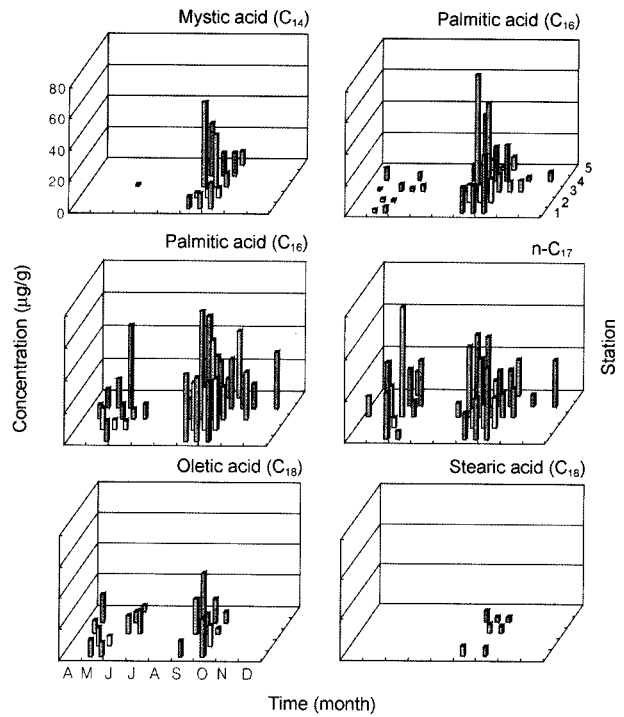 Mystic acid (C14)
Palmitic acid (C16)
80
60
40
20
0
5
4
3
2
1
Palmitic acid (C16)
n-C17
Concentration (µg/g)
Station
Oletic acid (C18)
Stearic acid (C18)
A M J J A S O N D
Time (month)